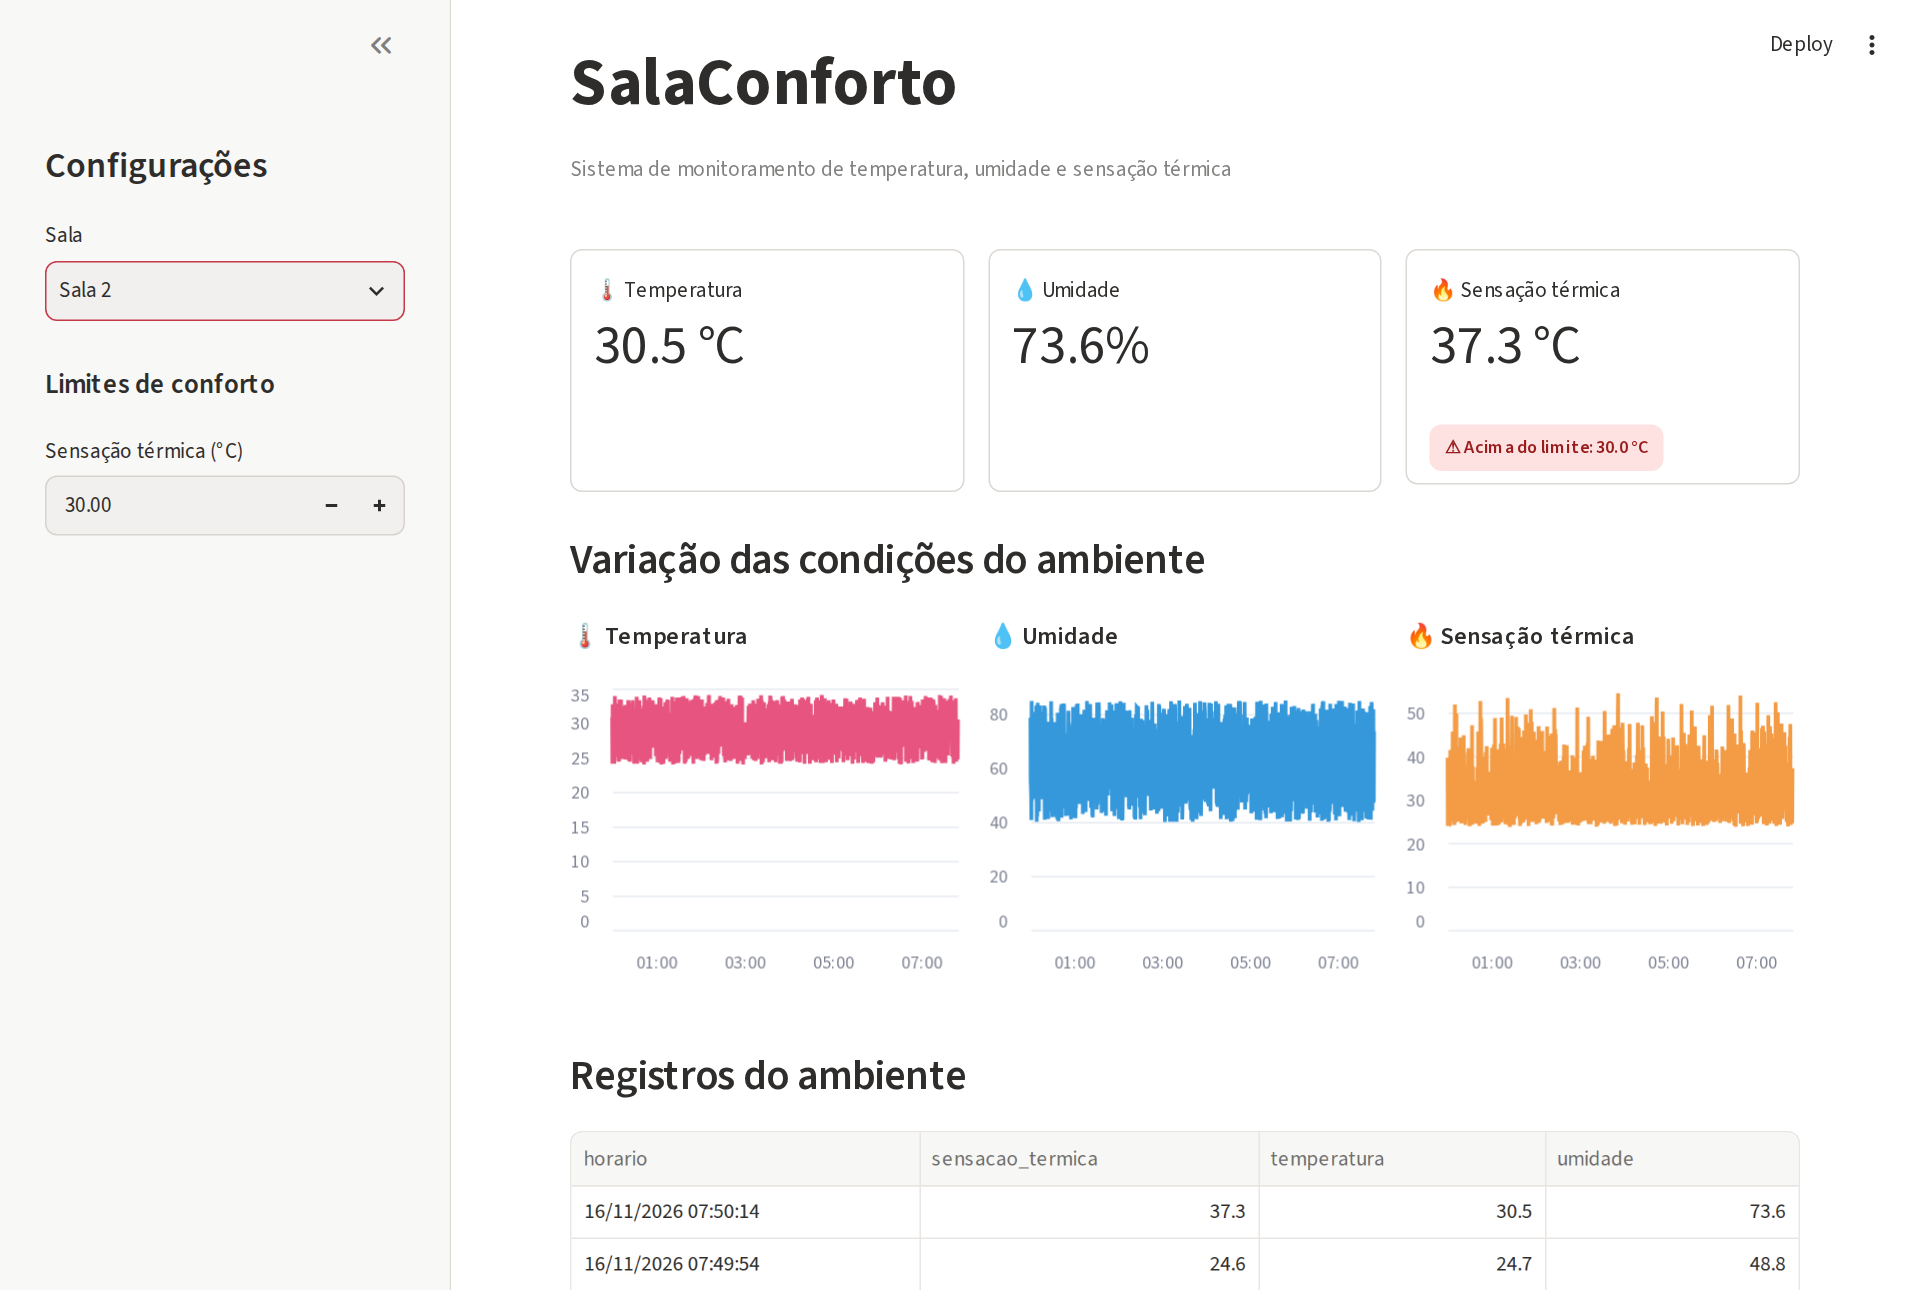 Deploy
SalaConforto
Sistema de monitoramento de temperatura, umidade e sensação térmica
Configurações
Sala
Sala 2
Limites de conforto
Sensação térmica (°C)
30.00
🌡️ Temperatura
30.5 °C
💧 Umidade
73.6%
🔥 Sensação térmica
37.3 °C
⚠ Acima do limite: 30.0 °C
Variação das condições do ambiente
🌡️ Temperatura
35
30
25
20
15
10
5
0
01:00 03:00 05:00 07:00
💧 Umidade
80
60
40
20
0
01:00 03:00 05:00 07:00
🔥 Sensação térmica
50
40
30
20
10
0
01:00 03:00 05:00 07:00
Registros do ambiente
horario sensacao_termica temperatura umidade
16/11/2026 07:50:14 37.3 30.5 73.6
16/11/2026 07:49:54 24.6 24.7 48.8